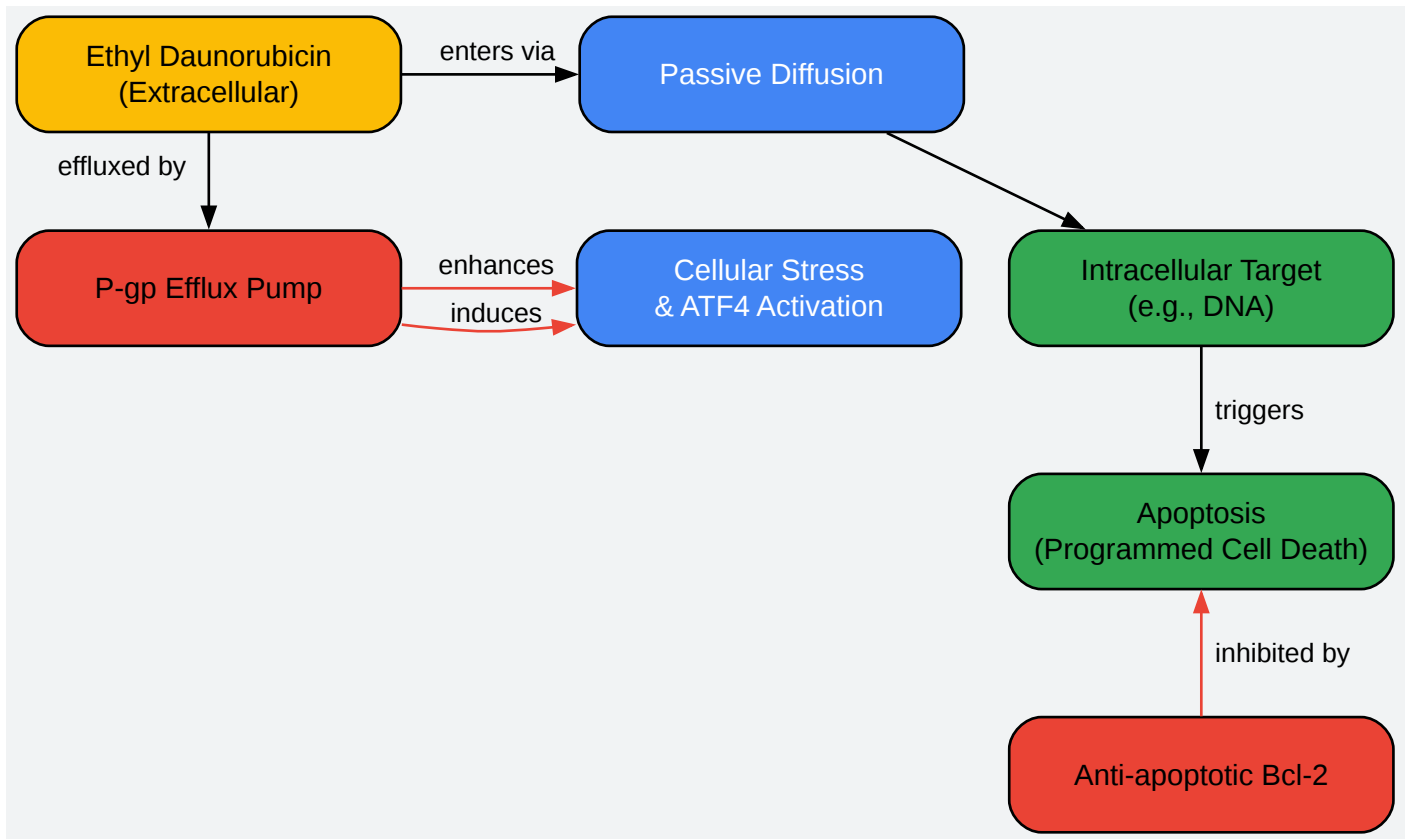 Ethyl Daunorubicin
(Extracellular)
enters via
Passive Diffusion
effluxed by
P-gp Efflux Pump
enhances
induces
Cellular Stress
& ATF4 Activation
Intracellular Target
(e.g., DNA)
triggers
Apoptosis
(Programmed Cell Death)
inhibited by
Anti-apoptotic Bcl-2